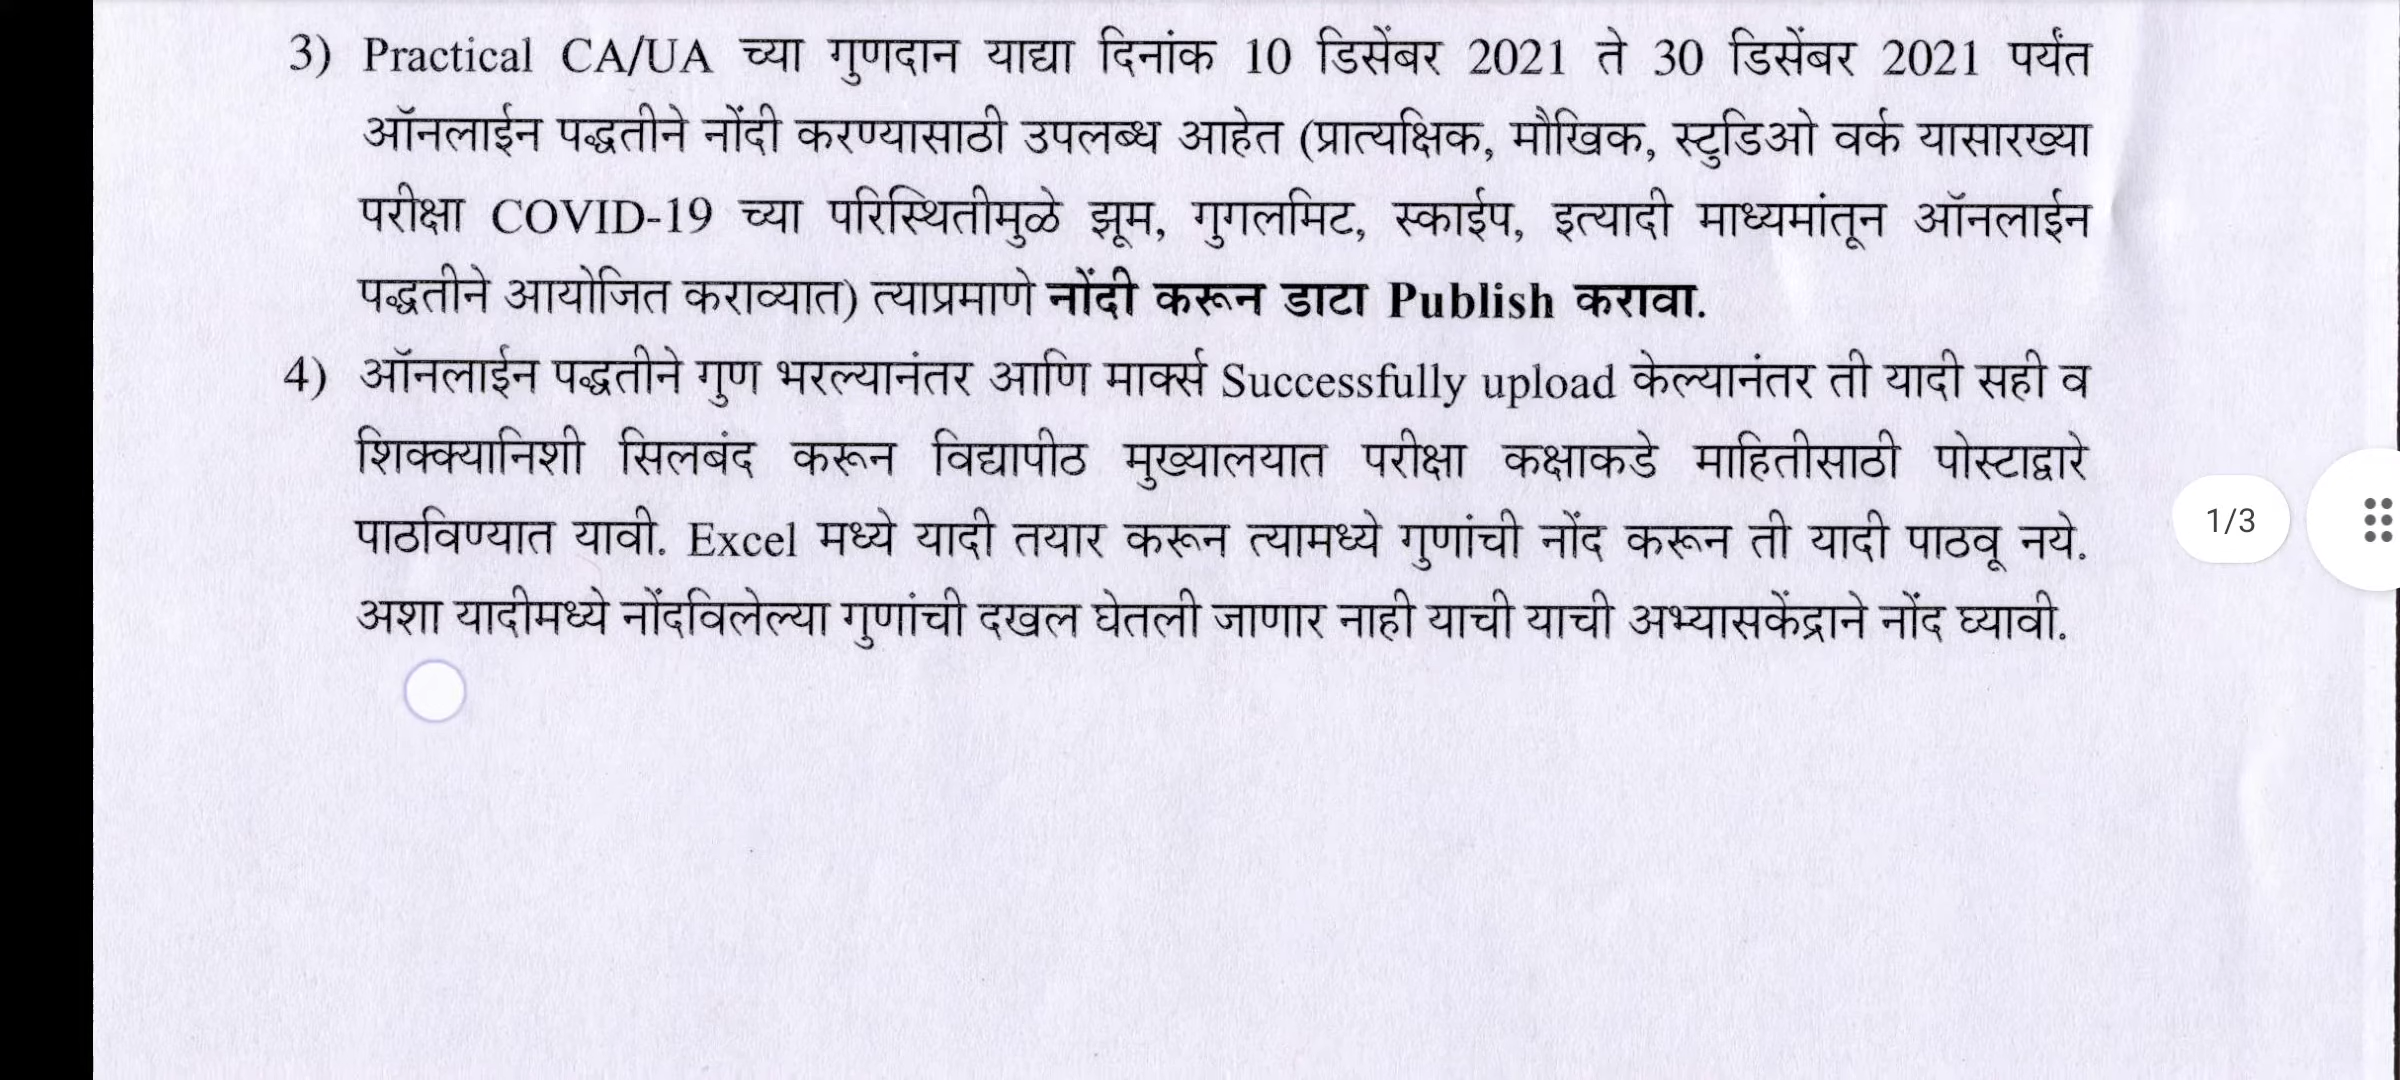 3) Practical CA/UA च्या गुणदान याद्या दिनांक 10 डिसेंबर 2021 ते 30 डिसेंबर 2021 पर्यंत
ऑनलाईन पद्धतीने नोंदी करण्यासाठी उपलब्ध आहेत (प्रात्यक्षिक, मौखिक, स्टुडिओ वर्क यासारख्या
परीक्षा COVID-19 च्या परिस्थितीमुळे झूम, गुगलमिट, स्काईप, इत्यादी माध्यमांतून ऑनलाईन
पद्धतीने आयोजित कराव्यात) त्याप्रमाणे नोंदी करून डाटा Publish करावा.
4) ऑनलाईन पद्धतीने गुण भरल्यानंतर आणि मार्क्स Successfully upload केल्यानंतर ती यादी सही व
शिक्क्यानिशी सिलबंद करून विद्यापीठ मुख्यालयात परीक्षा कक्षाकडे माहितीसाठी पोस्टाद्वारे
पाठविण्यात यावी. Excel मध्ये यादी तयार करून त्यामध्ये गुणांची नोंद करून ती यादी पाठवू नये.
1/3
अशा यादीमध्ये नोंदविलेल्या गुणांची दखल घेतली जाणार नाही याची याची अभ्यासकेंद्राने नोंद घ्यावी.